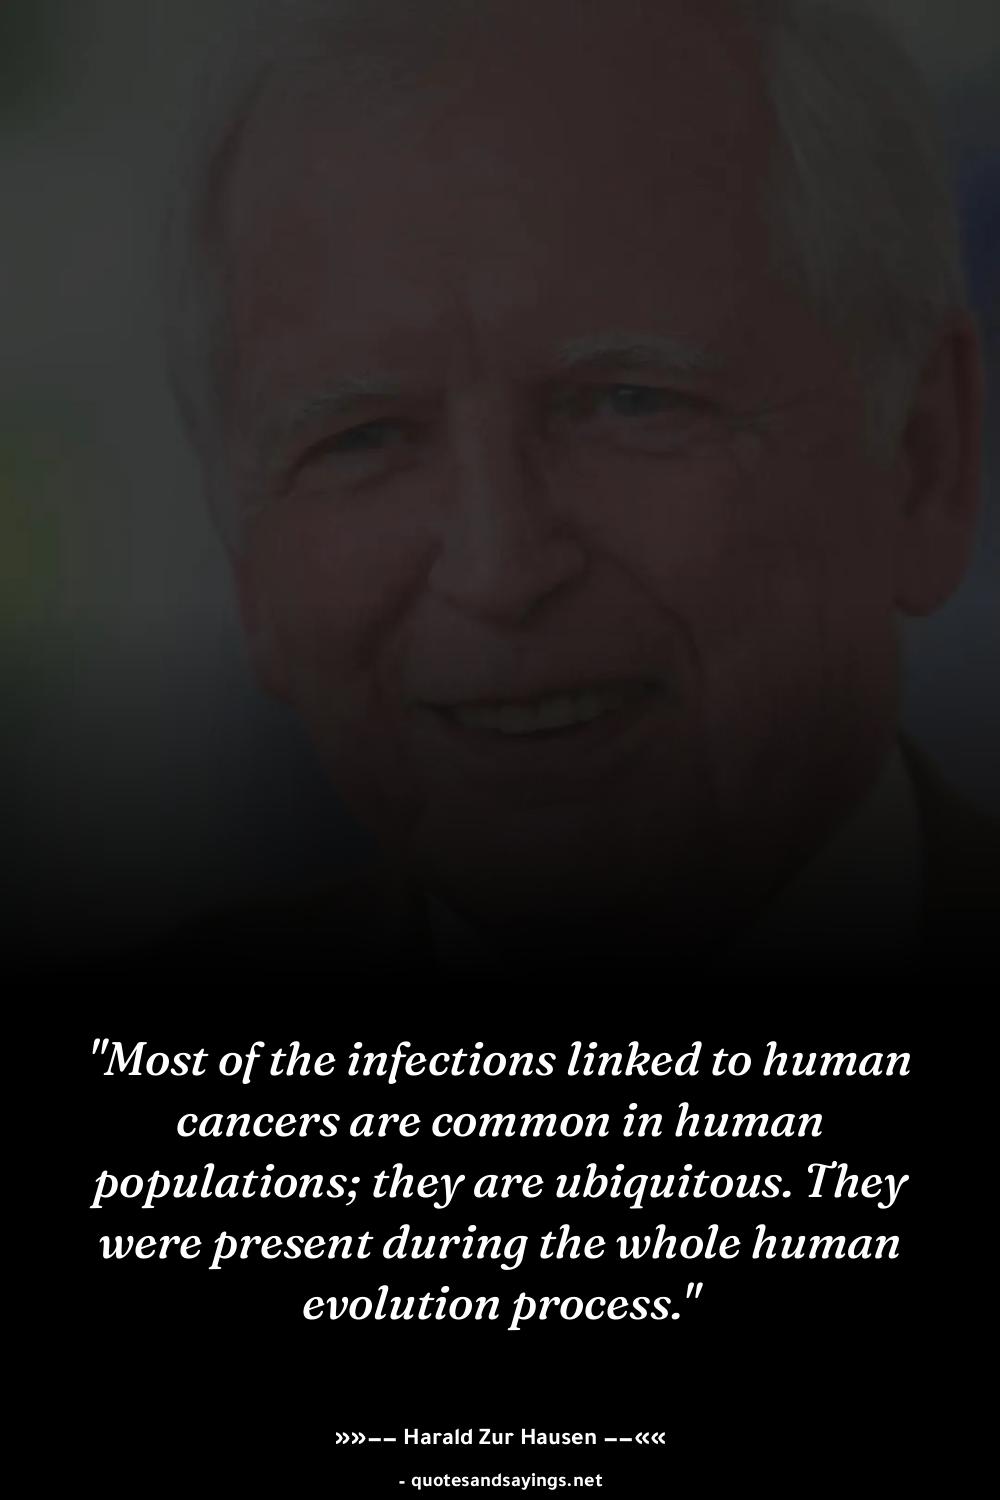 "Most of the infections linked to human
cancers are common in human
populations; they are ubiquitous. They
were present during the whole human
evolution process."
»»−− Harald Zur Hausen −−««
- quotesandsayings.net